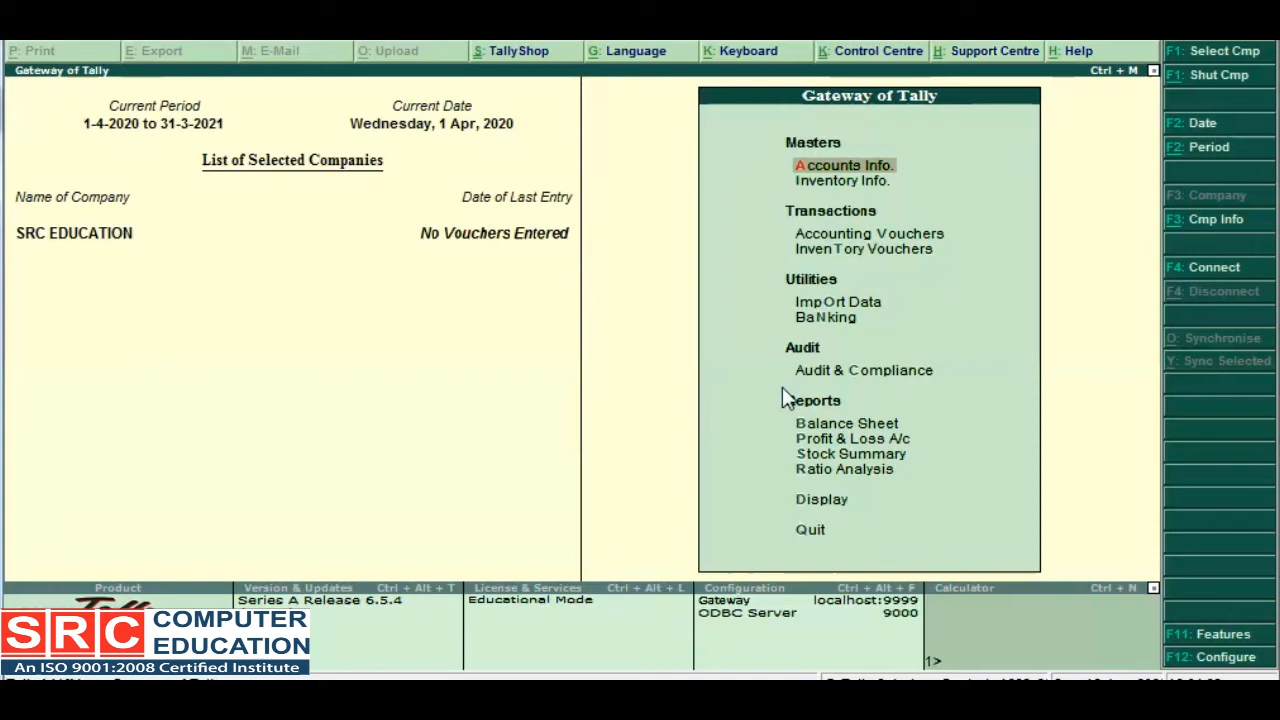 P: Print E: Export M: E-Mail O: Upload S: TallyShop G: Language K: Keyboard K: Control Centre H: Support Centre H: Help
Gateway of Tally Ctrl + M
Current Period Current Date
1-4-2020 to 31-3-2021 Wednesday, 1 Apr, 2020
List of Selected Companies
Name of Company Date of Last Entry
SRC EDUCATION No Vouchers Entered
Gateway of Tally
Masters
Accounts Info.
Inventory Info.
Transactions
Accounting Vouchers
InvenTory Vouchers
Utilities
ImpOrt Data
BaNking
Audit
Audit & Compliance
eports
Balance Sheet
Profit & Loss A/c
Stock Summary
Ratio Analysis
Display
Quit
F1: Select Cmp
F1: Shut Cmp
F2: Date
F2: Period
F3: Company
F3: Cmp Info
F4: Connect
F4: Disconnect
O: Synchronise
Y: Sync Selected
F11: Features
F12: Configure
Product Version & Updates Ctrl + Alt + T License & Services Ctrl + Alt + L Configuration Ctrl + Alt + F Calculator Ctrl + N
Series A Release 6.5.4 Educational Mode Gateway localhost:9999
ODBC Server 9000
1>
SRC COMPUTER EDUCATION
An ISO 9001:2008 Certified Institute